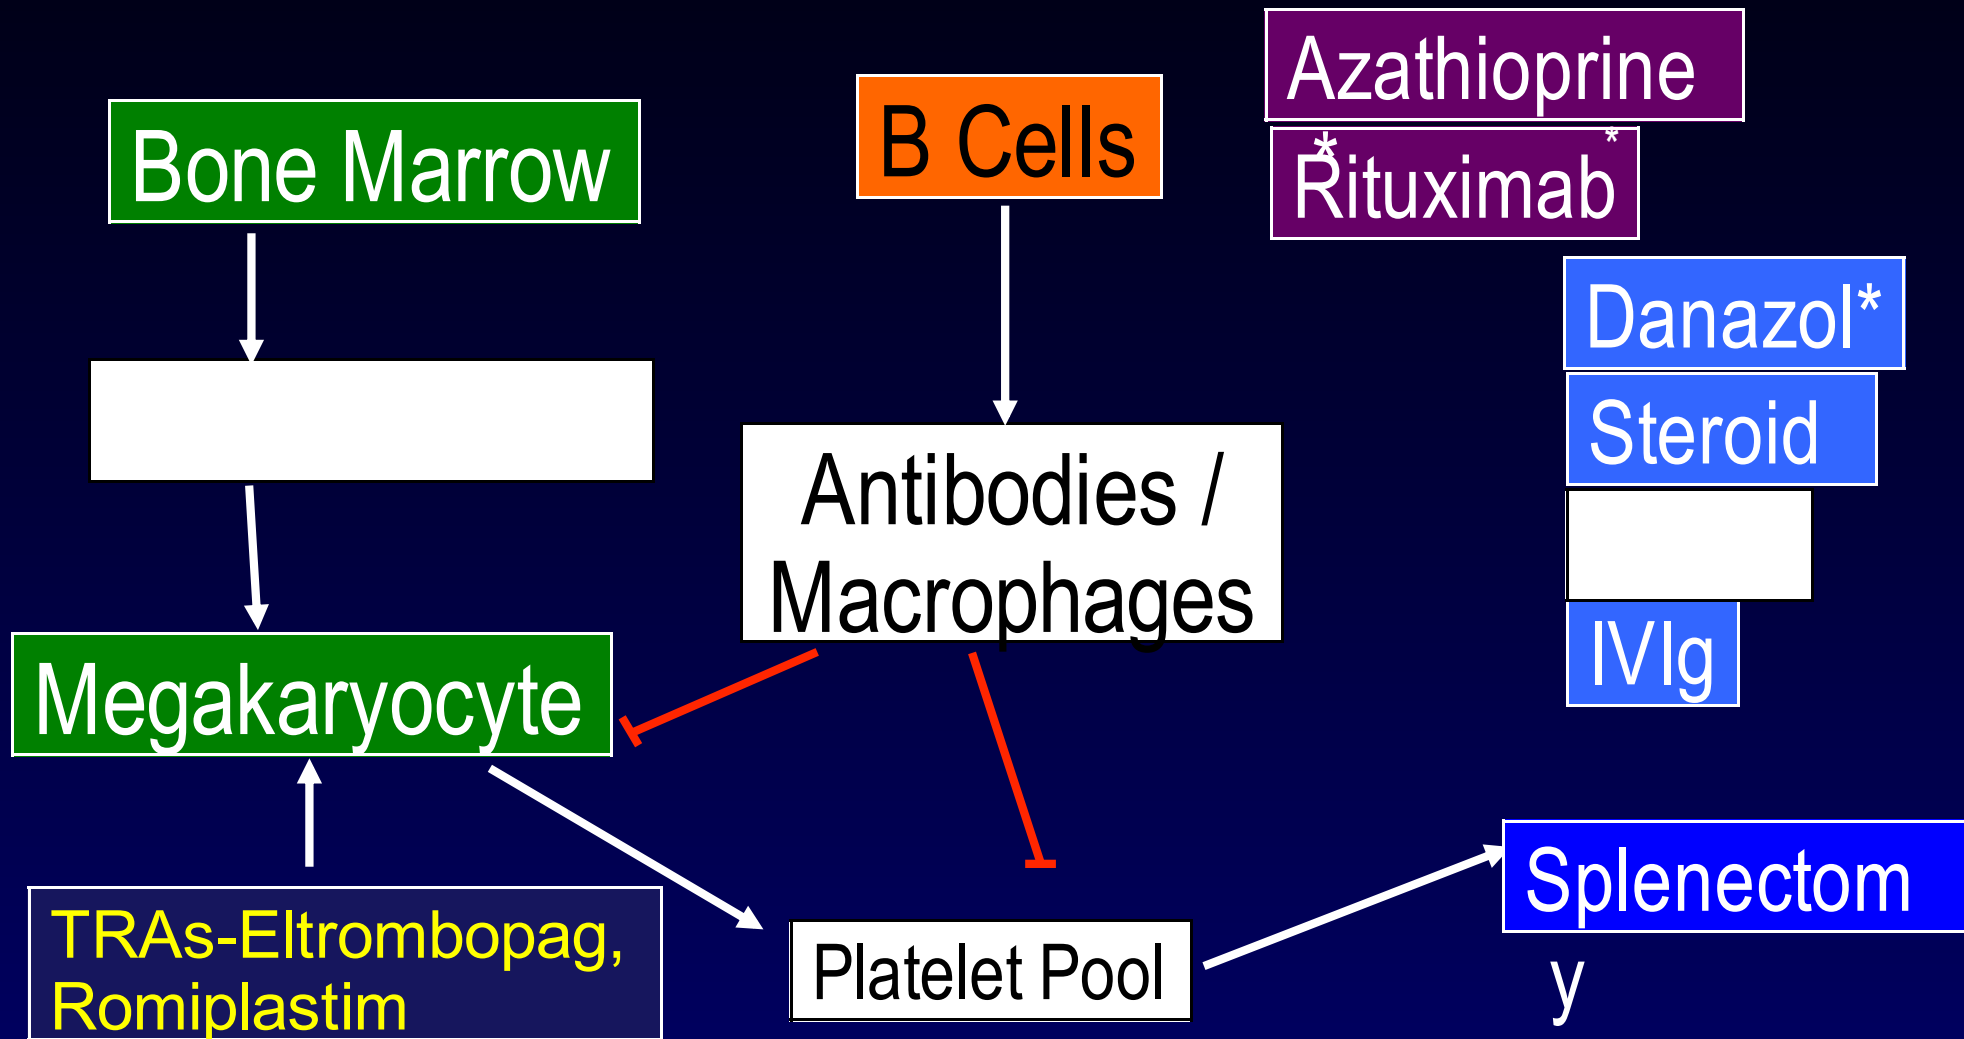 Bone Marrow
B Cells
Azathioprine
*
Rituximab*
Danazol*
Steroid
Antibodies /
Macrophages
IVIg
Megakaryocyte
TRAs-Eltrombopag,
Romiplastim
Platelet Pool
Splenectom
y